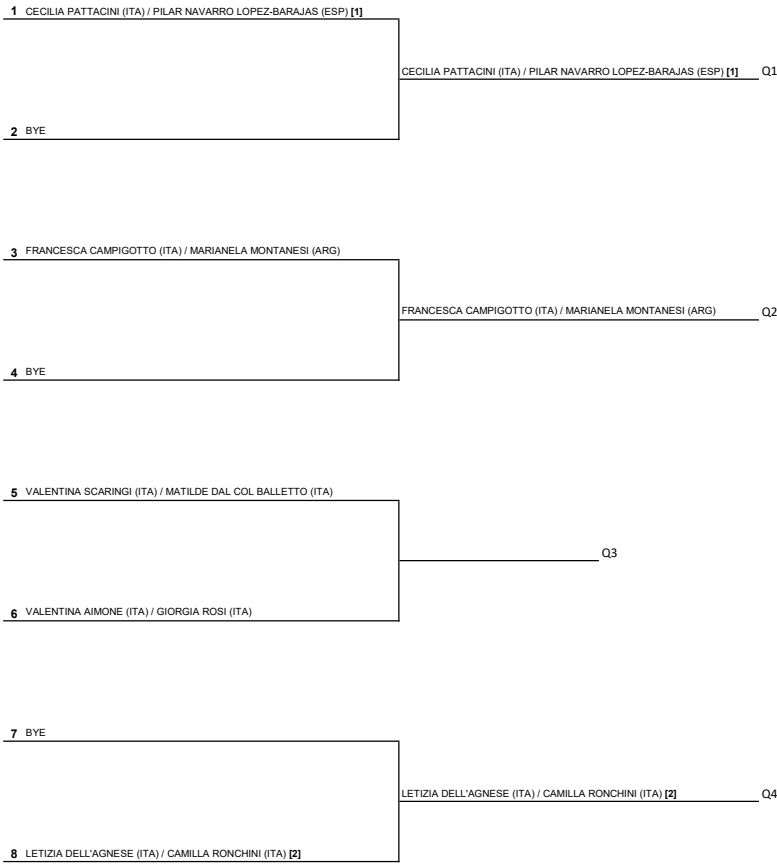 1 CECILIA PATTACINI (ITA) / PILAR NAVARRO LOPEZ-BARAJAS (ESP) [1]
CECILIA PATTACINI (ITA) / PILAR NAVARRO LOPEZ-BARAJAS (ESP) [1] Q1
2 BYE
3 FRANCESCA CAMPIGOTTO (ITA) / MARIANELA MONTANESI (ARG)
FRANCESCA CAMPIGOTTO (ITA) / MARIANELA MONTANESI (ARG) Q2
4 BYE
5 VALENTINA SCARINGI (ITA) / MATILDE DAL COL BALLETTO (ITA)
Q3
6 VALENTINA AIMONE (ITA) / GIORGIA ROSI (ITA)
7 BYE
LETIZIA DELL'AGNESE (ITA) / CAMILLA RONCHINI (ITA) [2] Q4
8 LETIZIA DELL'AGNESE (ITA) / CAMILLA RONCHINI (ITA) [2]